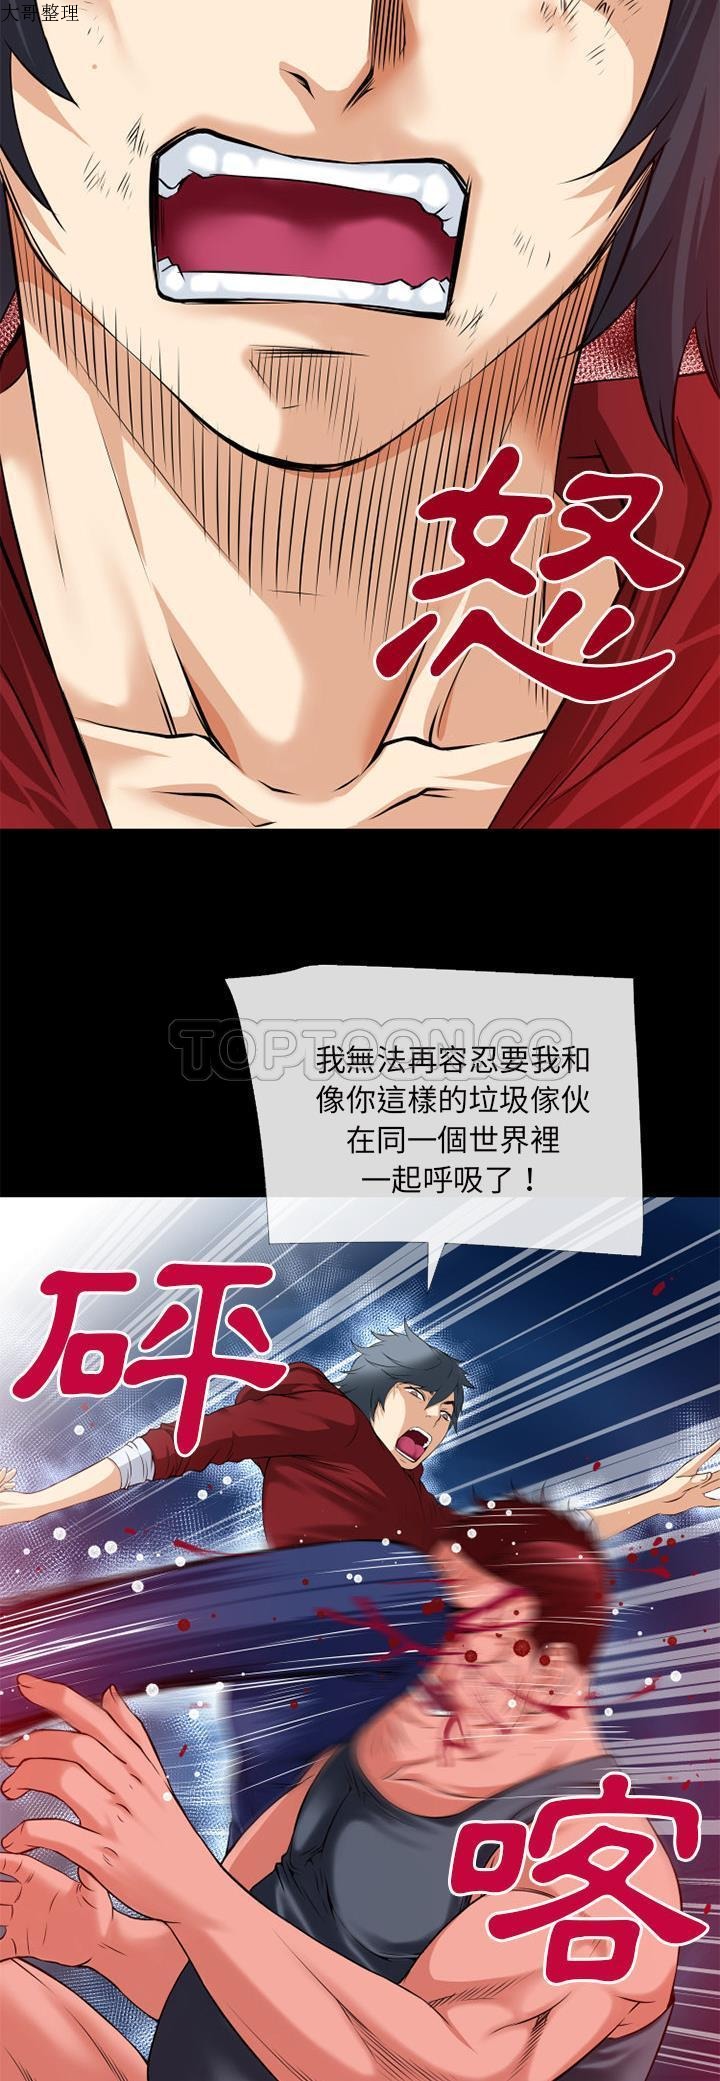 大哥整理
怒
TOPTOON.CC
我無法再容忍要我和
像你這樣的垃圾傢伙
在同一個世界裡
一起呼吸了！
砰
喀